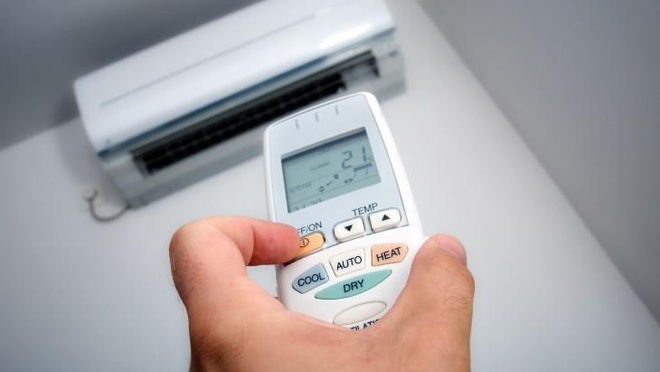 21
FF/ON
TEMP
COOL
AUTO
HEAT
DRY